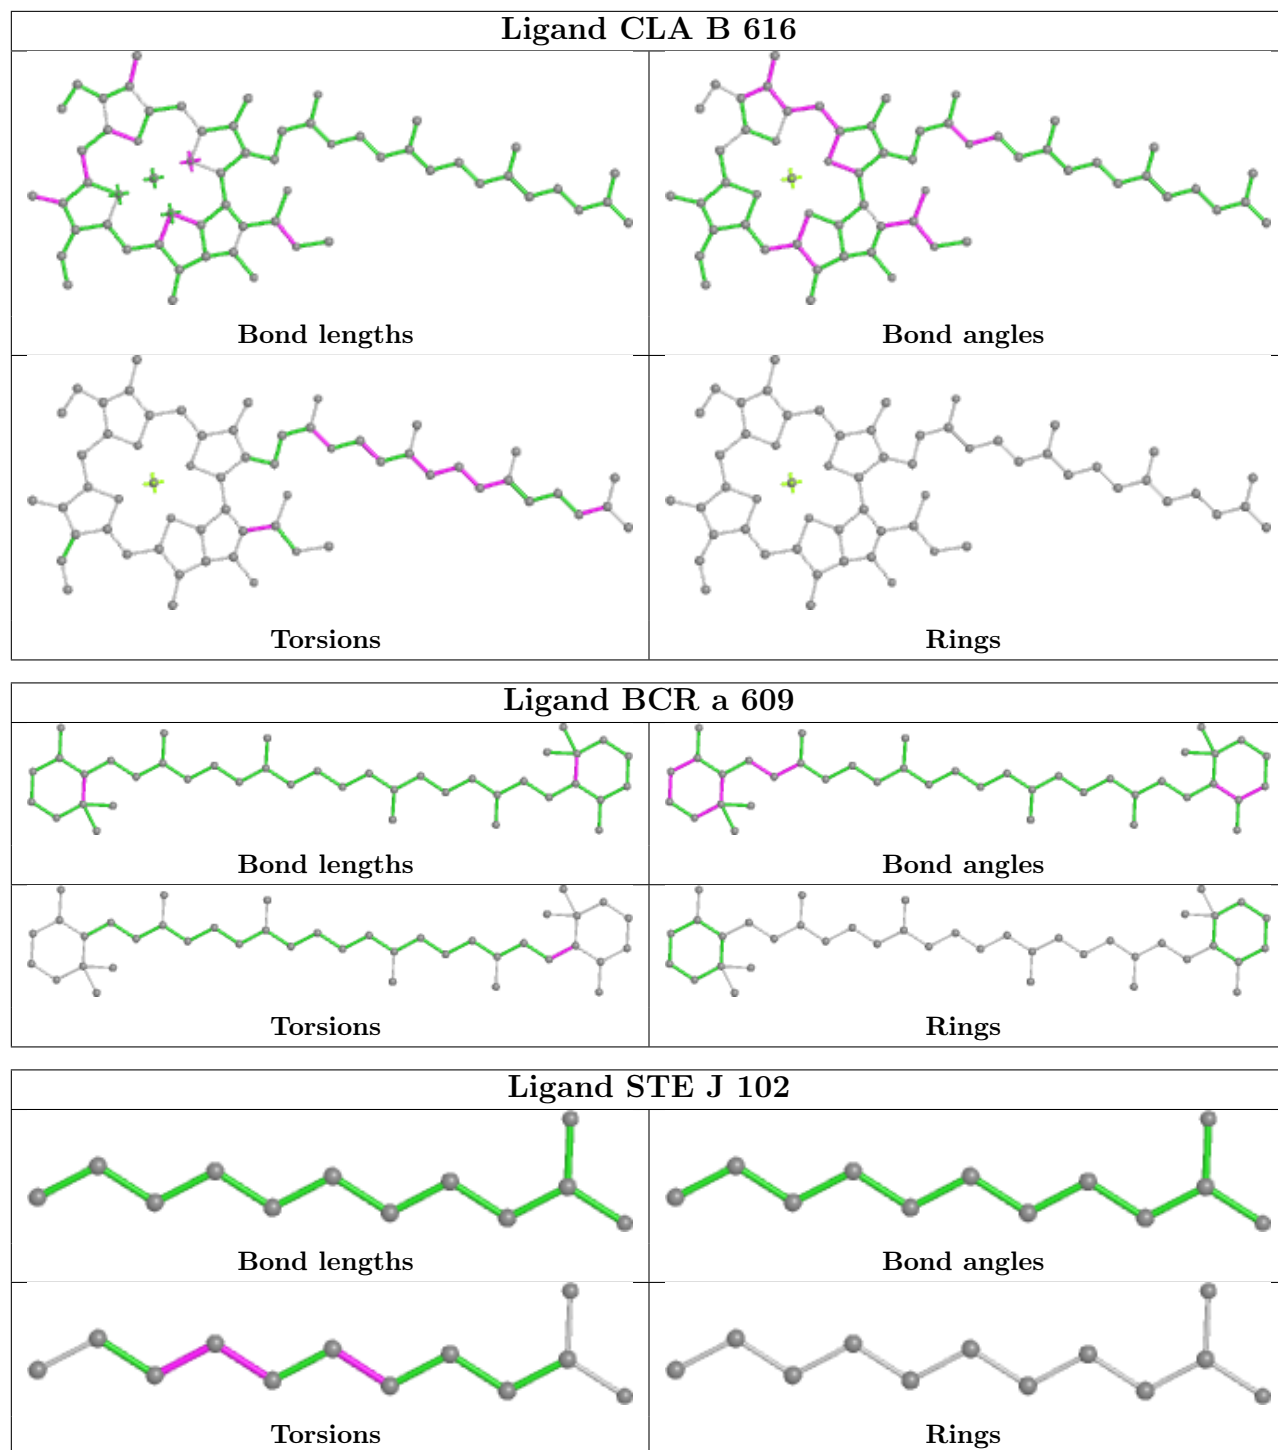 Ligand CLA B 616
Bond lengths
Bond angles
Torsions
Rings
Ligand BCR a 609
Bond lengths
Bond angles
Torsions
Rings
Ligand STE J 102
Bond lengths
Bond angles
Torsions
Rings